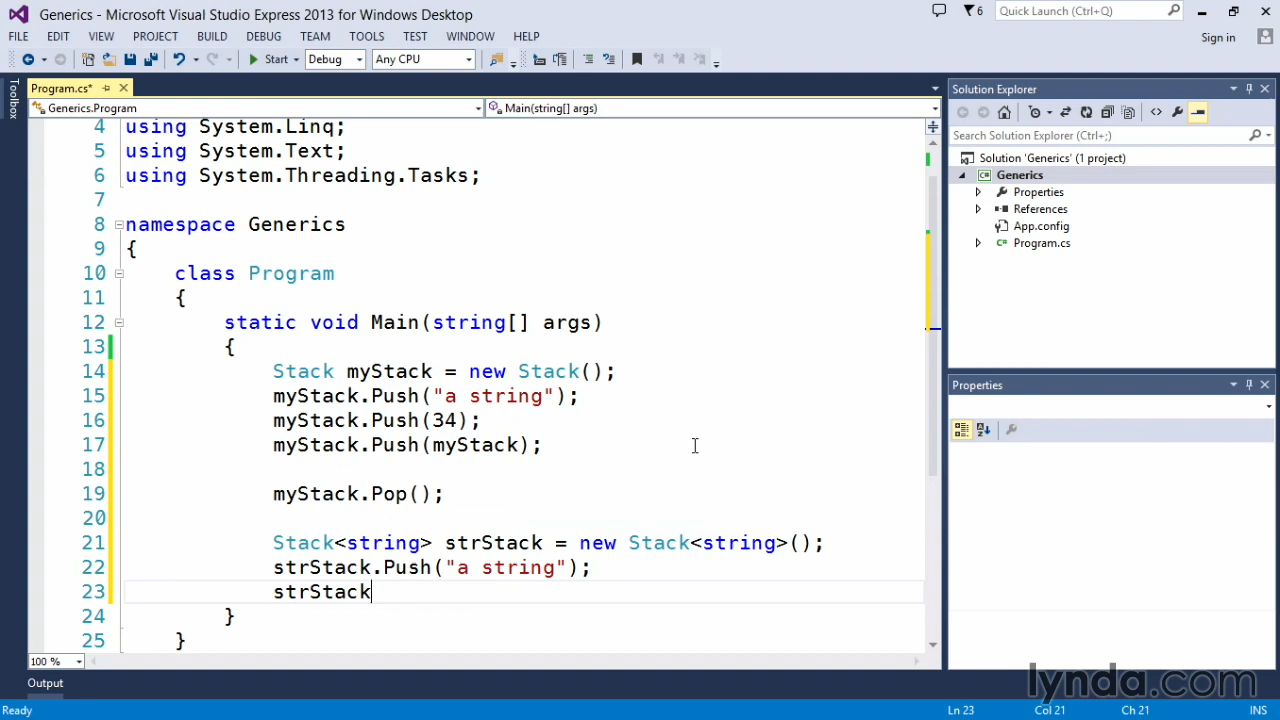 Generics - Microsoft Visual Studio Express 2013 for Windows Desktop
6
Quick Launch (Ctrl+Q)
FILE EDIT VIEW PROJECT BUILD DEBUG TEAM TOOLS TEST WINDOW HELP
Sign in
Start Debug Any CPU
Toolbox
Program.cs*
Generics.Program
Main(string[] args)
4 using System.Linq;
5 using System.Text;
6 using System.Threading.Tasks;
7
8 namespace Generics
9 {
10 class Program
11 {
12 static void Main(string[] args)
13 {
14 Stack myStack = new Stack();
15 myStack.Push("a string");
16 myStack.Push(34);
17 myStack.Push(myStack);
18
19 myStack.Pop();
20
21 Stack<string> strStack = new Stack<string>();
22 strStack.Push("a string");
23 strStack
24 }
25 }
100 %
Output
Solution Explorer
Search Solution Explorer (Ctrl+;)
Solution 'Generics' (1 project)
Generics
Properties
References
App.config
Program.cs
Properties
lynda.com
Ready
Ln 23 Col 21 Ch 21 INS